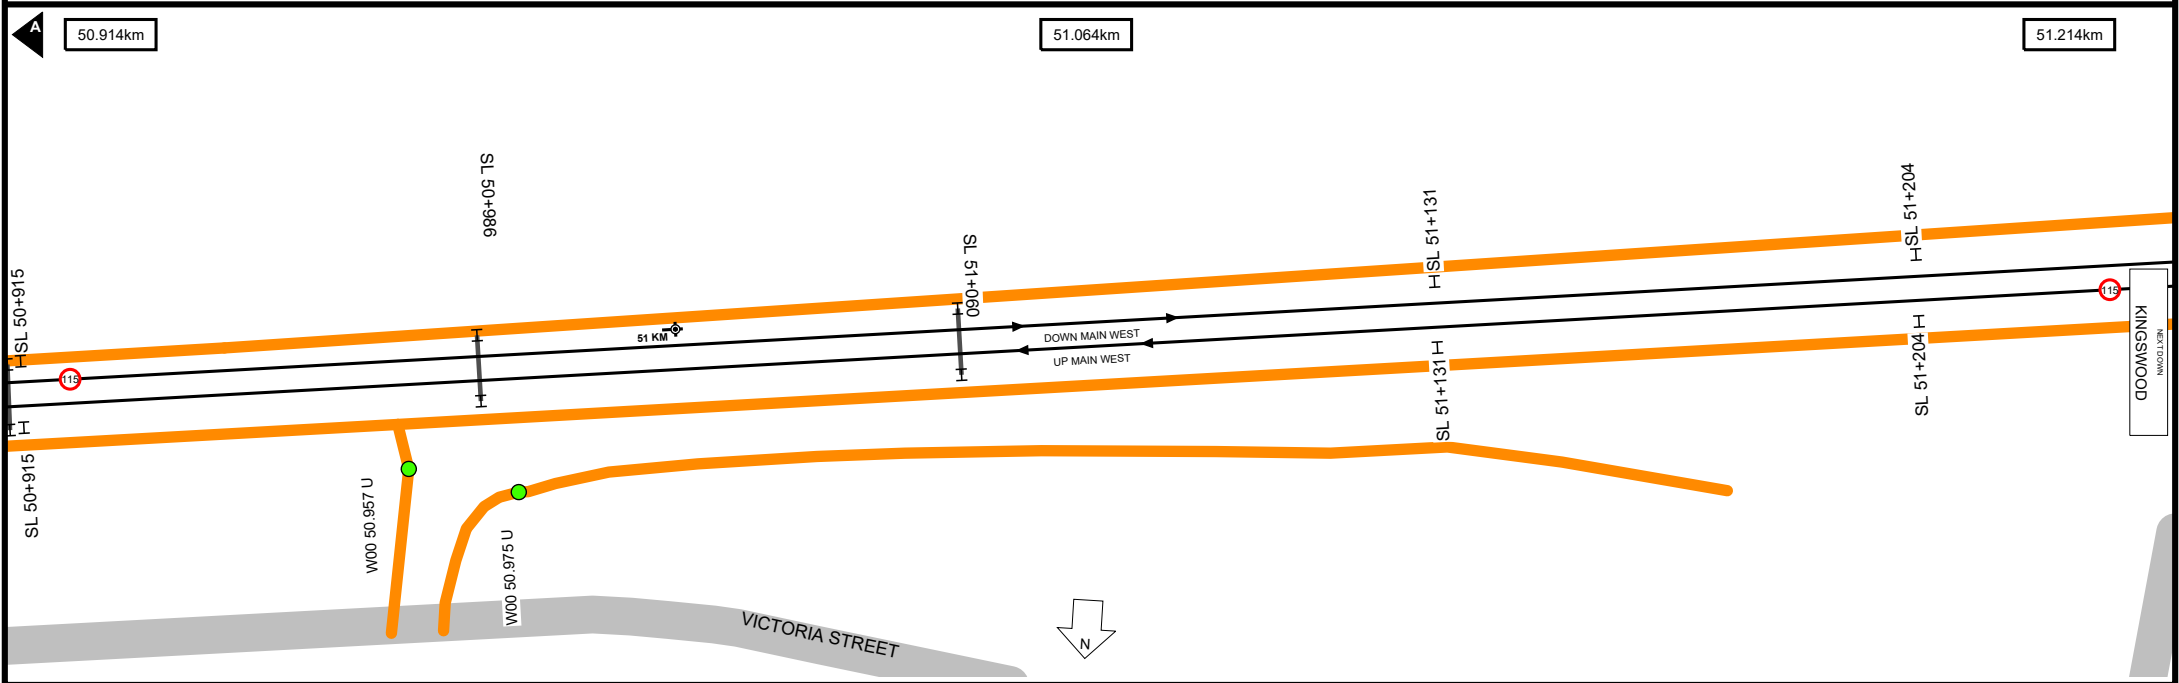 A
50.914km
51.064km
51.214km
SL 50+986
SL 51+131
SL 51+204
SL 51+060
SL 50+915
51 KM
DOWN MAIN WEST
UP MAIN WEST
115
115
KINGSWOOD
NEXT DOWN
SL 51+131
SL 51+204
SL 50+915
W00 50.957 U
W00 50.975 U
VICTORIA STREET
N